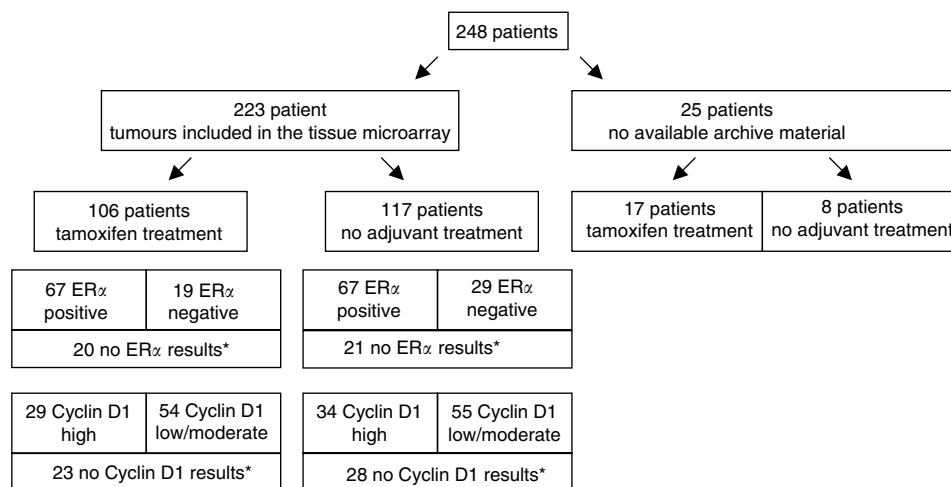 248 patients
223 patient
tumours included in the tissue microarray
25 patients
no available archive material
106 patients
tamoxifen treatment
117 patients
no adjuvant treatment
17 patients
tamoxifen treatment
8 patients
no adjuvant treatment
67 ERα
positive
19 ERα
negative
20 no ERα results*
67 ERα
positive
29 ERα
negative
21 no ERα results*
29 Cyclin D1
high
54 Cyclin D1
low/moderate
23 no Cyclin D1 results*
34 Cyclin D1
high
55 Cyclin D1
low/moderate
28 no Cyclin D1 results*